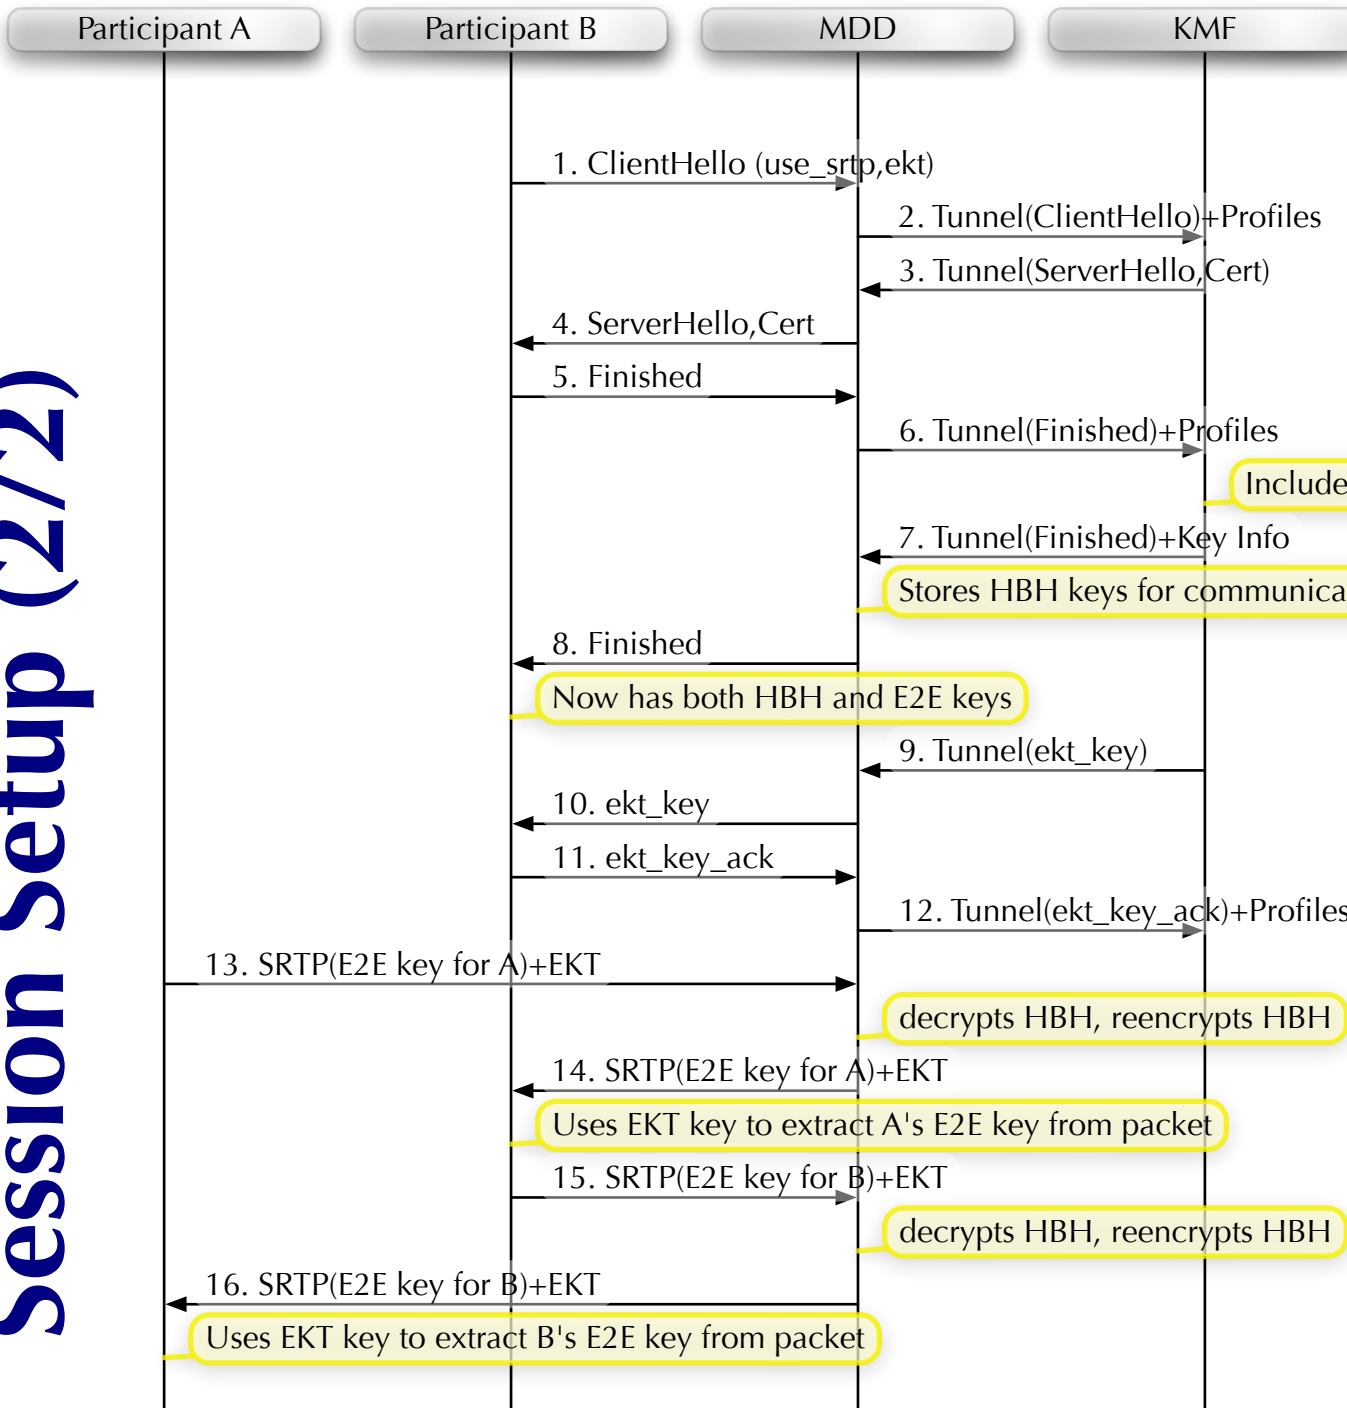 Participant A
Participant B
MDD
KMF
1. ClientHello (use_srtp,ekt)
2. Tunnel(ClientHello)+Profiles
3. Tunnel(ServerHello,Cert)
4. ServerHello,Cert
5. Finished
6. Tunnel(Finished)+Profiles
Include
7. Tunnel(Finished)+Key Info
Stores HBH keys for communica
8. Finished
Now has both HBH and E2E keys
9. Tunnel(ekt_key)
10. ekt_key
11. ekt_key_ack
12. Tunnel(ekt_key_ack)+Profiles
13. SRTP(E2E key for A)+EKT
decrypts HBH, reencrypts HBH
14. SRTP(E2E key for A)+EKT
Uses EKT key to extract A's E2E key from packet
15. SRTP(E2E key for B)+EKT
decrypts HBH, reencrypts HBH
16. SRTP(E2E key for B)+EKT
Uses EKT key to extract B's E2E key from packet
Session Setup (2/2)